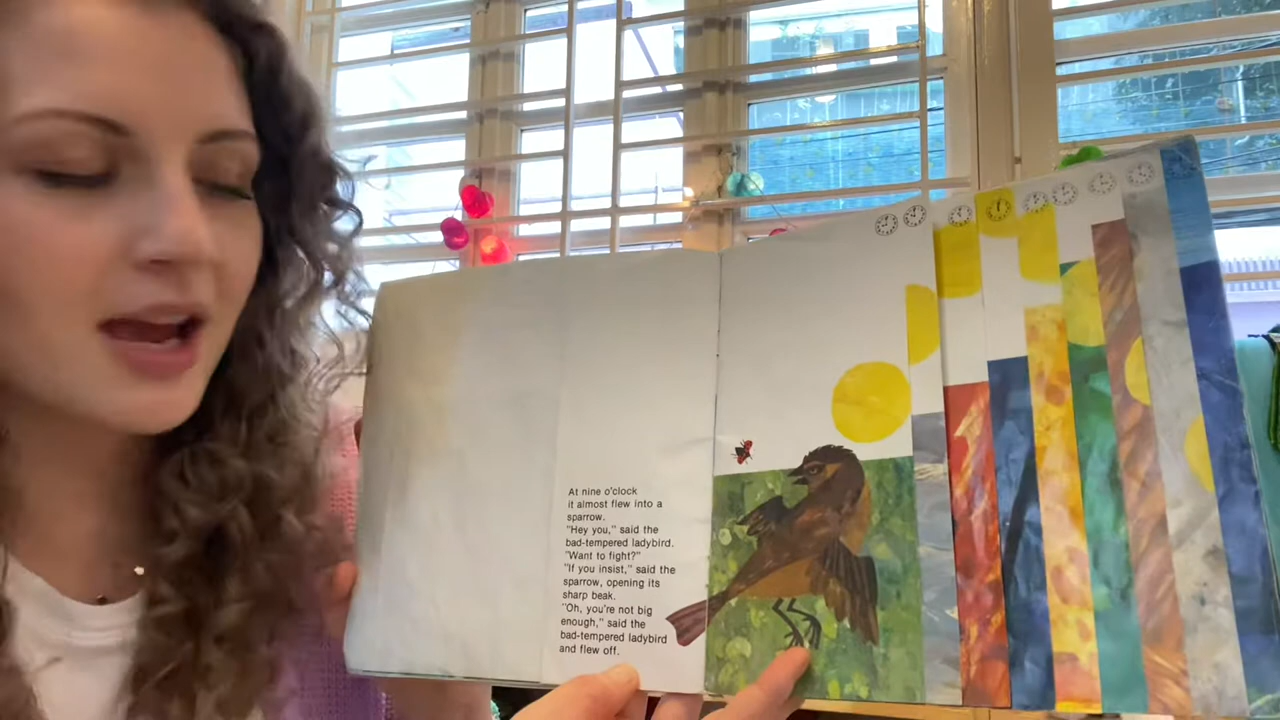 At nine o'clock
it almost flew into a
sparrow.
"Hey you," said the
bad-tempered ladybird.
"Want to fight?"
"If you insist," said the
sparrow, opening its
sharp beak.
"Oh, you're not big
enough," said the
bad-tempered ladybird
and flew off.